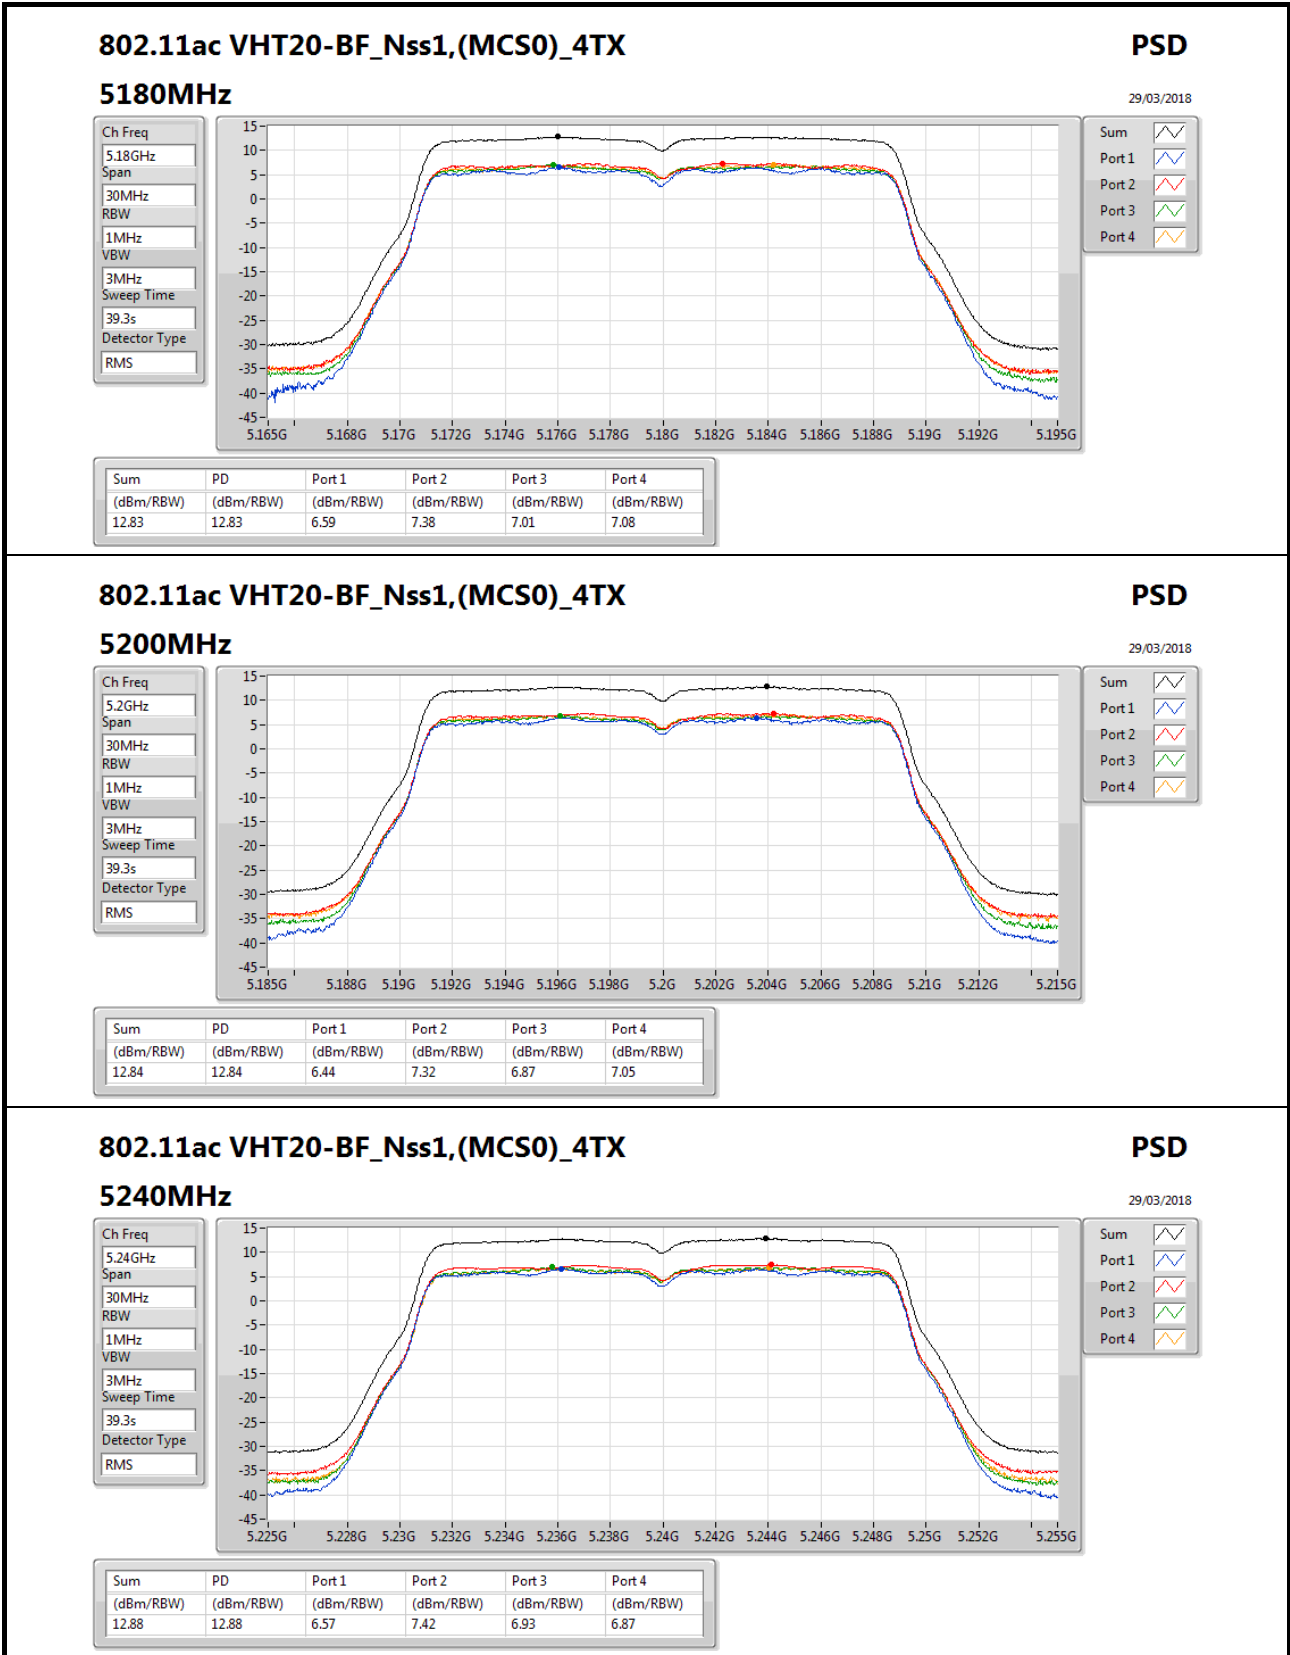 802.11ac VHT20-BF_Nss1,(MCS0)_4TX PSD
5180MHz 29/03/2018
Ch Freq
5.18GHz
Span
30MHz
RBW
1MHz
VBW
3MHz
Sweep Time
39.3s
Detector Type
RMS
15
10
5
0
-5
-10
-15
-20
-25
-30
-35
-40
-45
5.165G 5.168G 5.17G 5.172G 5.174G 5.176G 5.178G 5.18G 5.182G 5.184G 5.186G 5.188G 5.19G 5.192G 5.195G
Sum
Port 1
Port 2
Port 3
Port 4
Sum PD Port 1 Port 2 Port 3 Port 4
(dBm/RBW) (dBm/RBW) (dBm/RBW) (dBm/RBW) (dBm/RBW) (dBm/RBW)
12.83 12.83 6.59 7.38 7.01 7.08
802.11ac VHT20-BF_Nss1,(MCS0)_4TX PSD
5200MHz 29/03/2018
Ch Freq
5.2GHz
Span
30MHz
RBW
1MHz
VBW
3MHz
Sweep Time
39.3s
Detector Type
RMS
15
10
5
0
-5
-10
-15
-20
-25
-30
-35
-40
-45
5.185G 5.188G 5.19G 5.192G 5.194G 5.196G 5.198G 5.2G 5.202G 5.204G 5.206G 5.208G 5.21G 5.212G 5.215G
Sum
Port 1
Port 2
Port 3
Port 4
Sum PD Port 1 Port 2 Port 3 Port 4
(dBm/RBW) (dBm/RBW) (dBm/RBW) (dBm/RBW) (dBm/RBW) (dBm/RBW)
12.84 12.84 6.44 7.32 6.87 7.05
802.11ac VHT20-BF_Nss1,(MCS0)_4TX PSD
5240MHz 29/03/2018
Ch Freq
5.24GHz
Span
30MHz
RBW
1MHz
VBW
3MHz
Sweep Time
39.3s
Detector Type
RMS
15
10
5
0
-5
-10
-15
-20
-25
-30
-35
-40
-45
5.225G 5.228G 5.23G 5.232G 5.234G 5.236G 5.238G 5.24G 5.242G 5.244G 5.246G 5.248G 5.25G 5.252G 5.255G
Sum
Port 1
Port 2
Port 3
Port 4
Sum PD Port 1 Port 2 Port 3 Port 4
(dBm/RBW) (dBm/RBW) (dBm/RBW) (dBm/RBW) (dBm/RBW) (dBm/RBW)
12.88 12.88 6.57 7.42 6.93 6.87